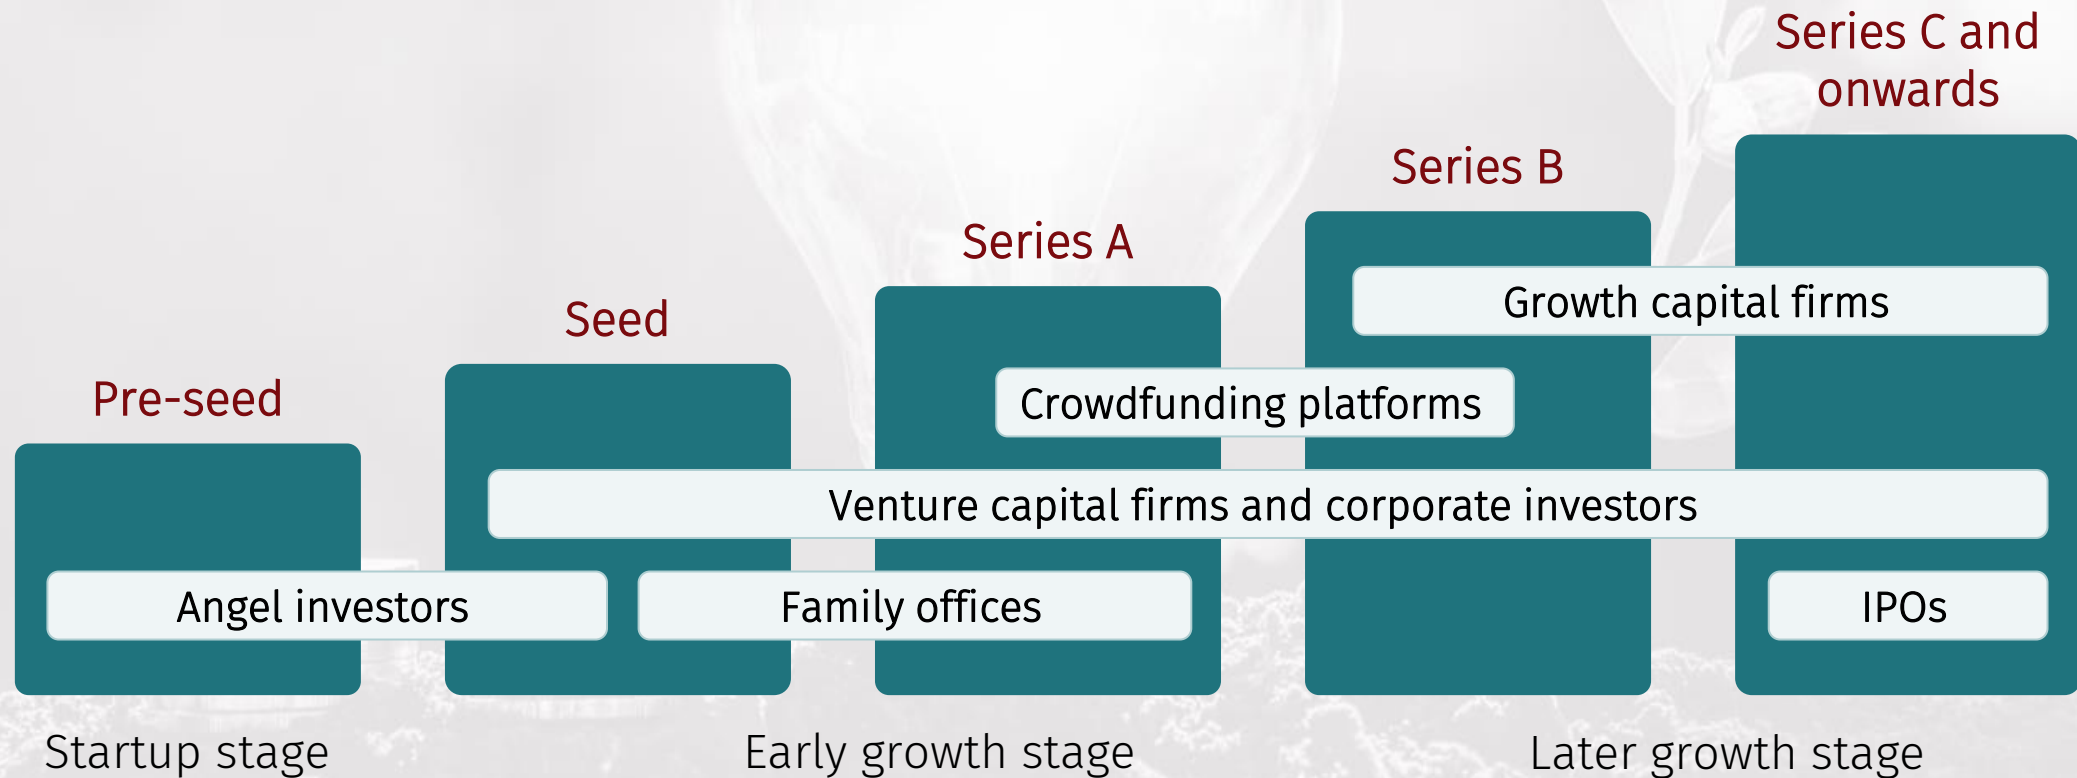 Series C and
onwards
Series B
Series A
Seed
Pre-seed
Growth capital firms
Crowdfunding platforms
Venture capital firms and corporate investors
Angel investors
Family offices
IPOs
Startup stage
Early growth stage
Later growth stage